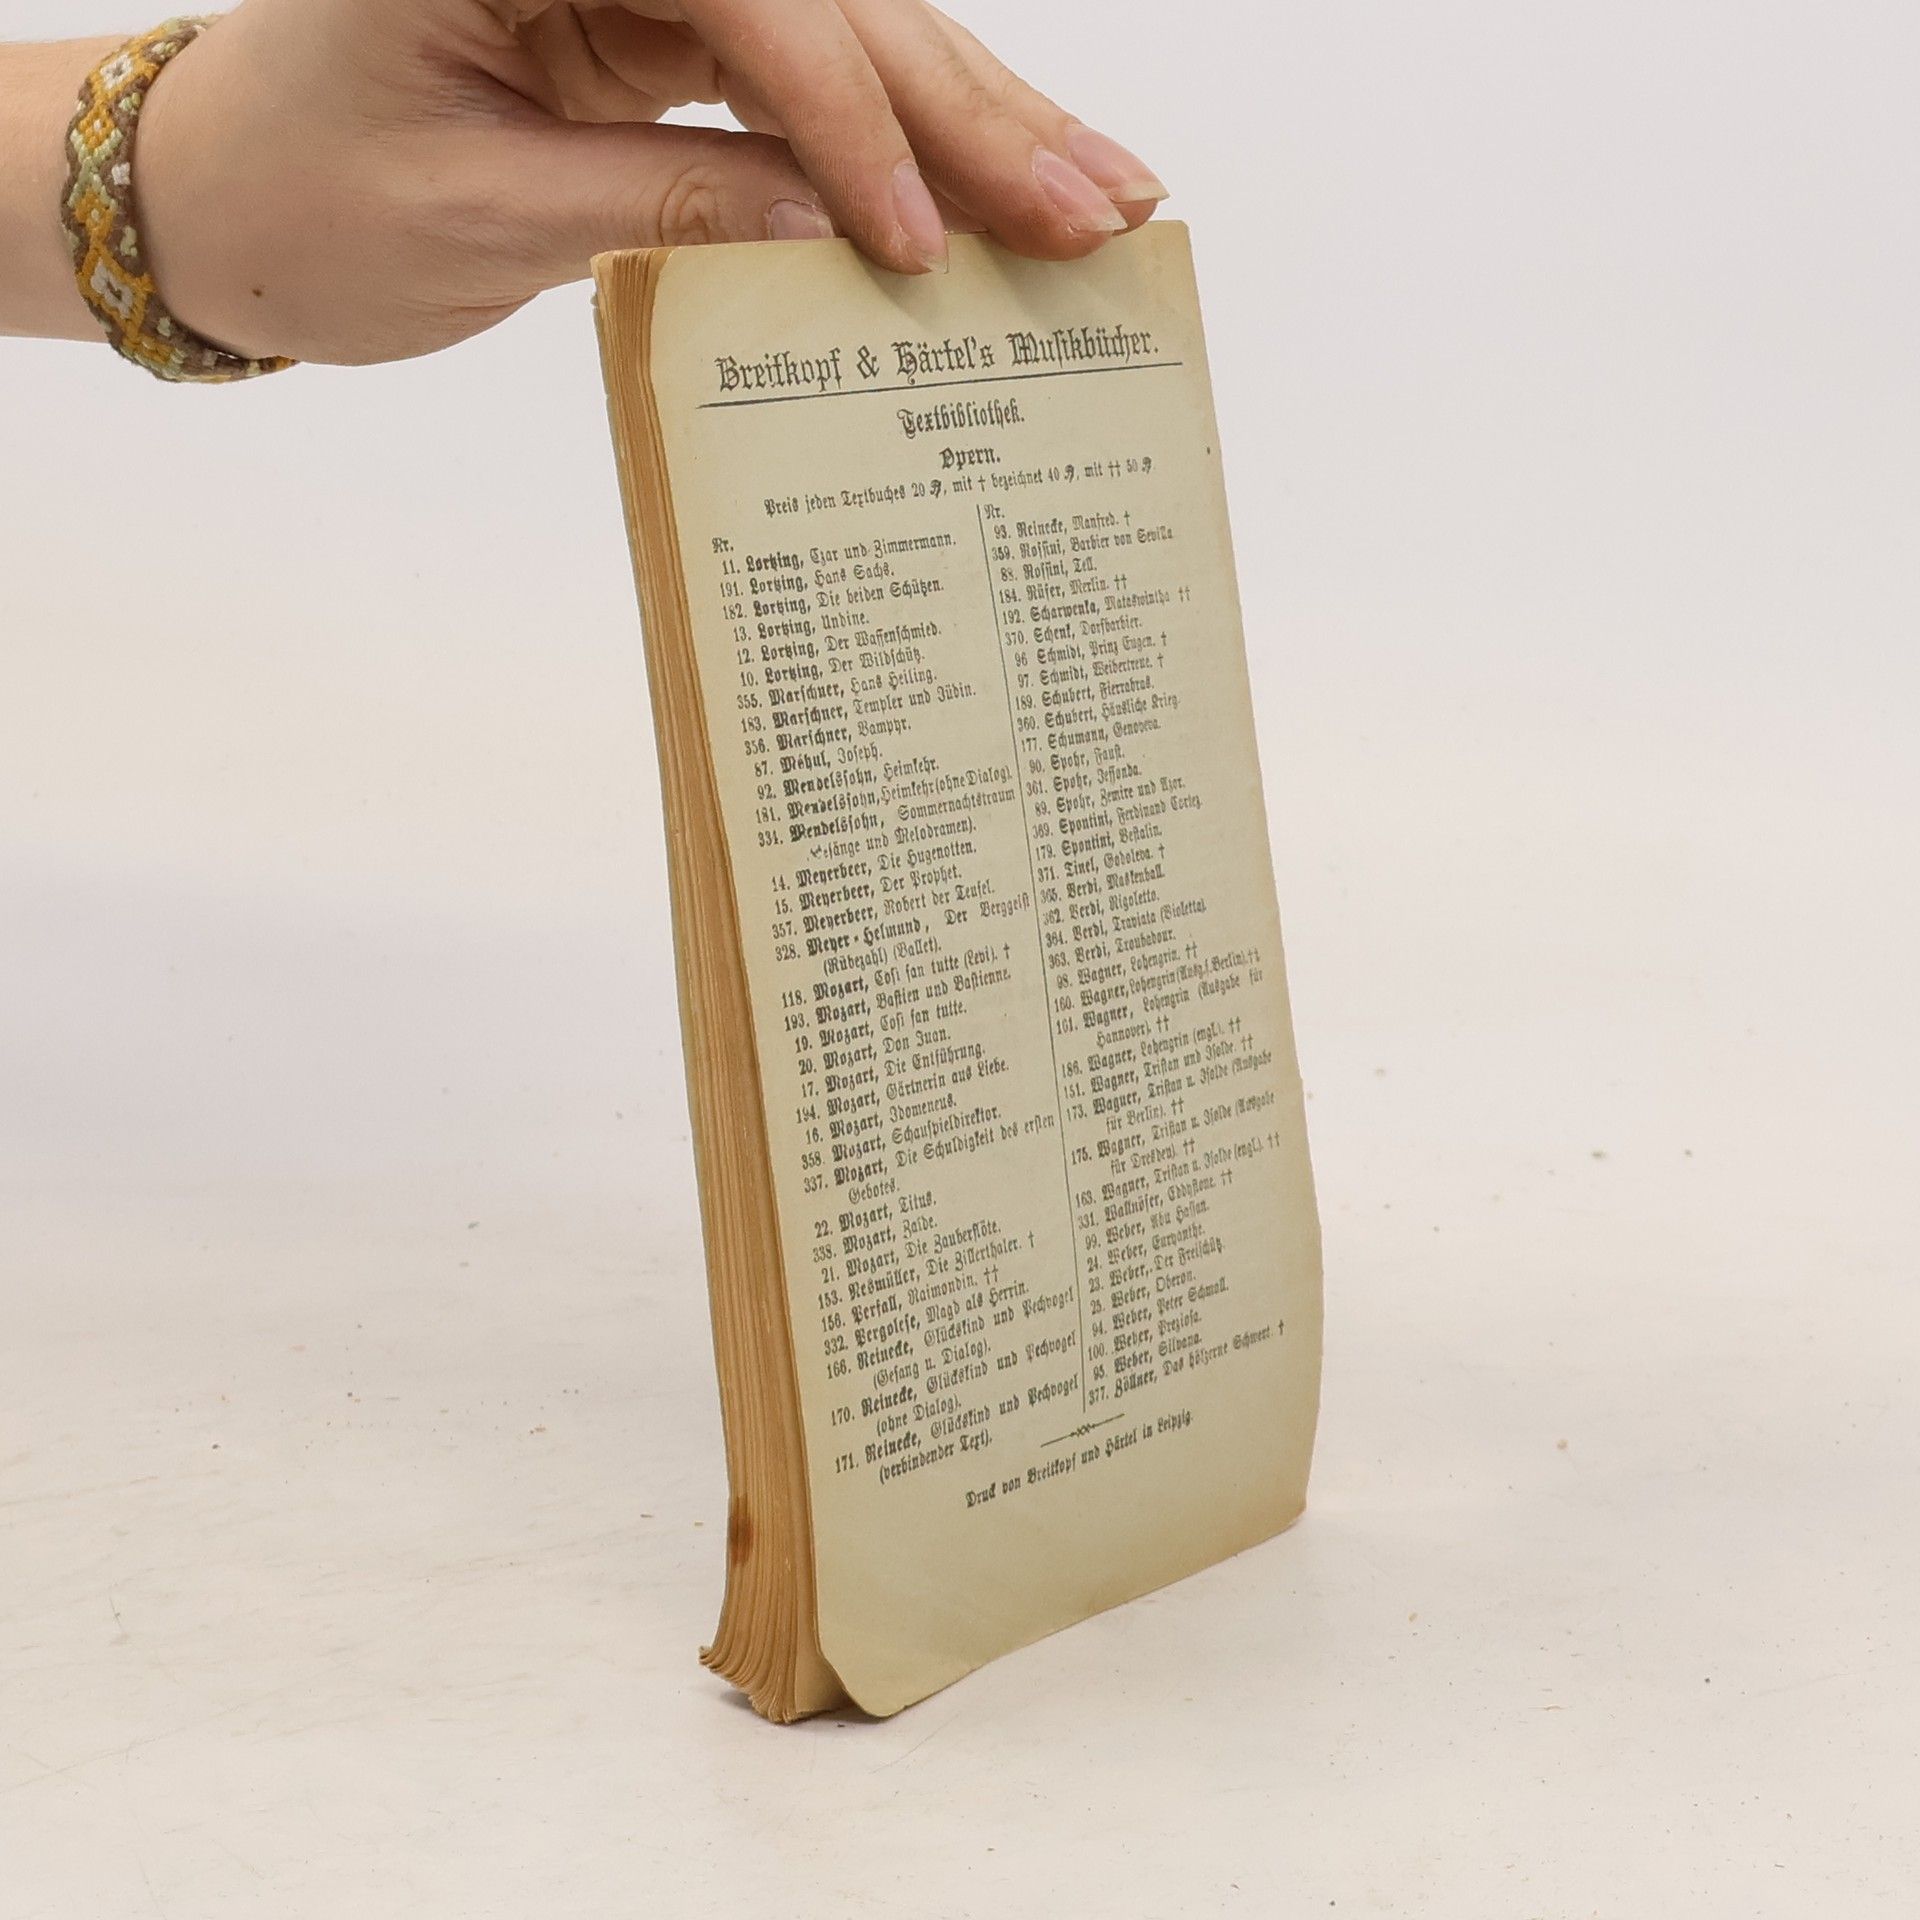 Breitkopf & Härtel's Musikbücher.
Textbibliothek.
Opern.
Preis jeden Textbuches 20 ₰, mit † bezeichnet 40 ₰, mit †† 50 ₰.
Nr.
11. Lortzing, Czar und Zimmermann.
191. Lortzing, Hans Sachs.
182. Lortzing, Die beiden Schützen.
13. Lortzing, Undine.
12. Lortzing, Der Waffenschmied.
10. Lortzing, Der Wildschütz.
355. Marschner, Hans Heiling.
183. Marschner, Templer und Jüdin.
356. Marschner, Vampyr.
87. Méhul, Joseph.
92. Mendelssohn, Heimkehr.
181. Mendelssohn, Heimkehr (ohne Dialog).
334. Mendelssohn, Sommernachtstraum
und Melodramen).
14. Meyerbeer, Die Hugenotten.
15. Meyerbeer, Der Prophet.
357. Meyerbeer, Robert der Teufel.
328. Meyer-Helmund, Der Berggeist
(Rübezahl) (Ballet).
118. Mozart, Cosi fan tutte (Levi). †
193. Mozart, Bastien und Bastienne.
19. Mozart, Cosi fan tutte.
20. Mozart, Don Juan.
17. Mozart, Die Entführung.
194. Mozart, Gärtnerin aus Liebe.
16. Mozart, Idomeneus.
358. Mozart, Schauspieldirektor.
337. Mozart, Die Schuldigkeit des ersten
Gebotes.
22. Mozart, Titus.
338. Mozart, Zaïde.
21. Mozart, Die Zauberflöte.
153. Nesmüller, Die Zillerthaler. †
156. Perfall, Raimondin. ††
332. Pergolese, Magd als Herrin.
166. Reinecke, Glückskind und Pechvogel
(Gesang u. Dialog).
170. Reinecke, Glückskind und Pechvogel
(ohne Dialog).
171. Reinecke, Glückskind und Pechvogel
(verbindender Text).
Nr.
93. Reinecke, Manfred. †
359. Rossini, Barbier von Sevilla
88. Rossini, Tell.
184. Rüfer, Merlin. ††
192. Scharwenka, Mataswintha ††
370. Schenk, Dorfbarbier.
96 Schmidt, Prinz Eugen. †
97. Schmidt, Weibertreue. †
189. Schubert, Fierrabras.
360. Schubert, Häusliche Krieg.
177. Schumann, Genoveva.
90. Spohr, Faust.
361. Spohr, Jessonda.
89. Spohr, Zemire und Azor.
369. Spontini, Ferdinand Cortez.
179. Spontini, Vestalin.
371. Tinel, Godoleva. †
365. Verdi, Maskenball.
362. Verdi, Rigoletto.
364. Verdi, Traviata (Violetta).
363. Verdi, Troubadour.
98. Wagner, Lohengrin. ††
160. Wagner, Lohengrin (Ausg. f. Berlin). ††
161. Wagner, Lohengrin (Ausgabe für
Hannover). ††
186. Wagner, Lohengrin (engl.). ††
151. Wagner, Tristan und Isolde. ††
173. Wagner, Tristan u. Isolde (Ausgabe
für Berlin). ††
175. Wagner, Tristan u. Isolde (Ausgabe
für Dresden). ††
163. Wagner, Tristan u. Isolde (engl.). ††
331. Wallnöfer, Eddystone. ††
99. Weber, Abu Hassan.
24. Weber, Euryanthe.
23. Weber,. Der Freischütz.
25. Weber, Oberon.
94. Weber, Peter Schmoll.
100. Weber, Preziosa.
95. Weber, Silvana.
377. Zöllner, Das hölzerne Schwert. †
Druck von Breitkopf und Härtel in Leipzig.